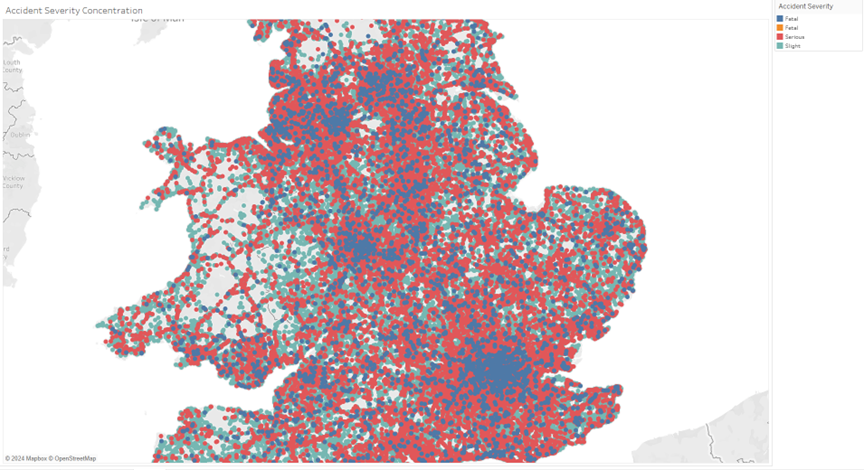 Accident Severity Concentration
Accident Severity
Fetal
Fatal
Serious
Slight
Isle of Man
Louth
County
Dublin
Wicklow
County
© 2024 Mapbox © OpenStreetMap